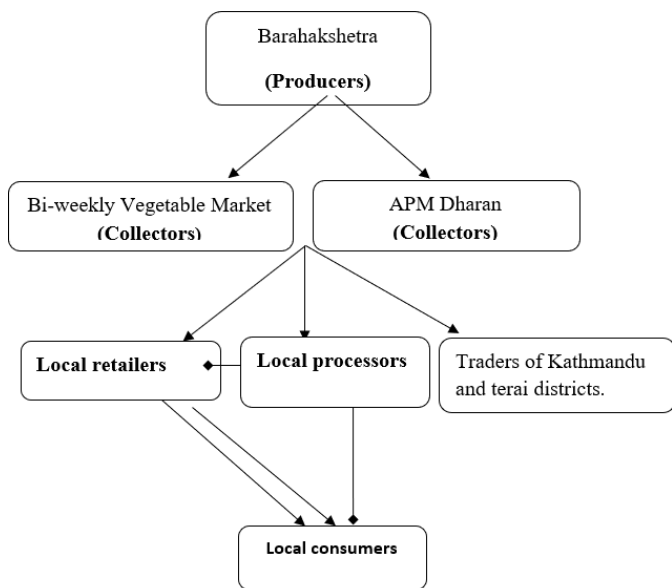 Barahakshetra
(Producers)
Bi-weekly Vegetable Market
(Collectors)
APM Dharan
(Collectors)
Local retailers
Local processors
Traders of Kathmandu
and terai districts.
Local consumers